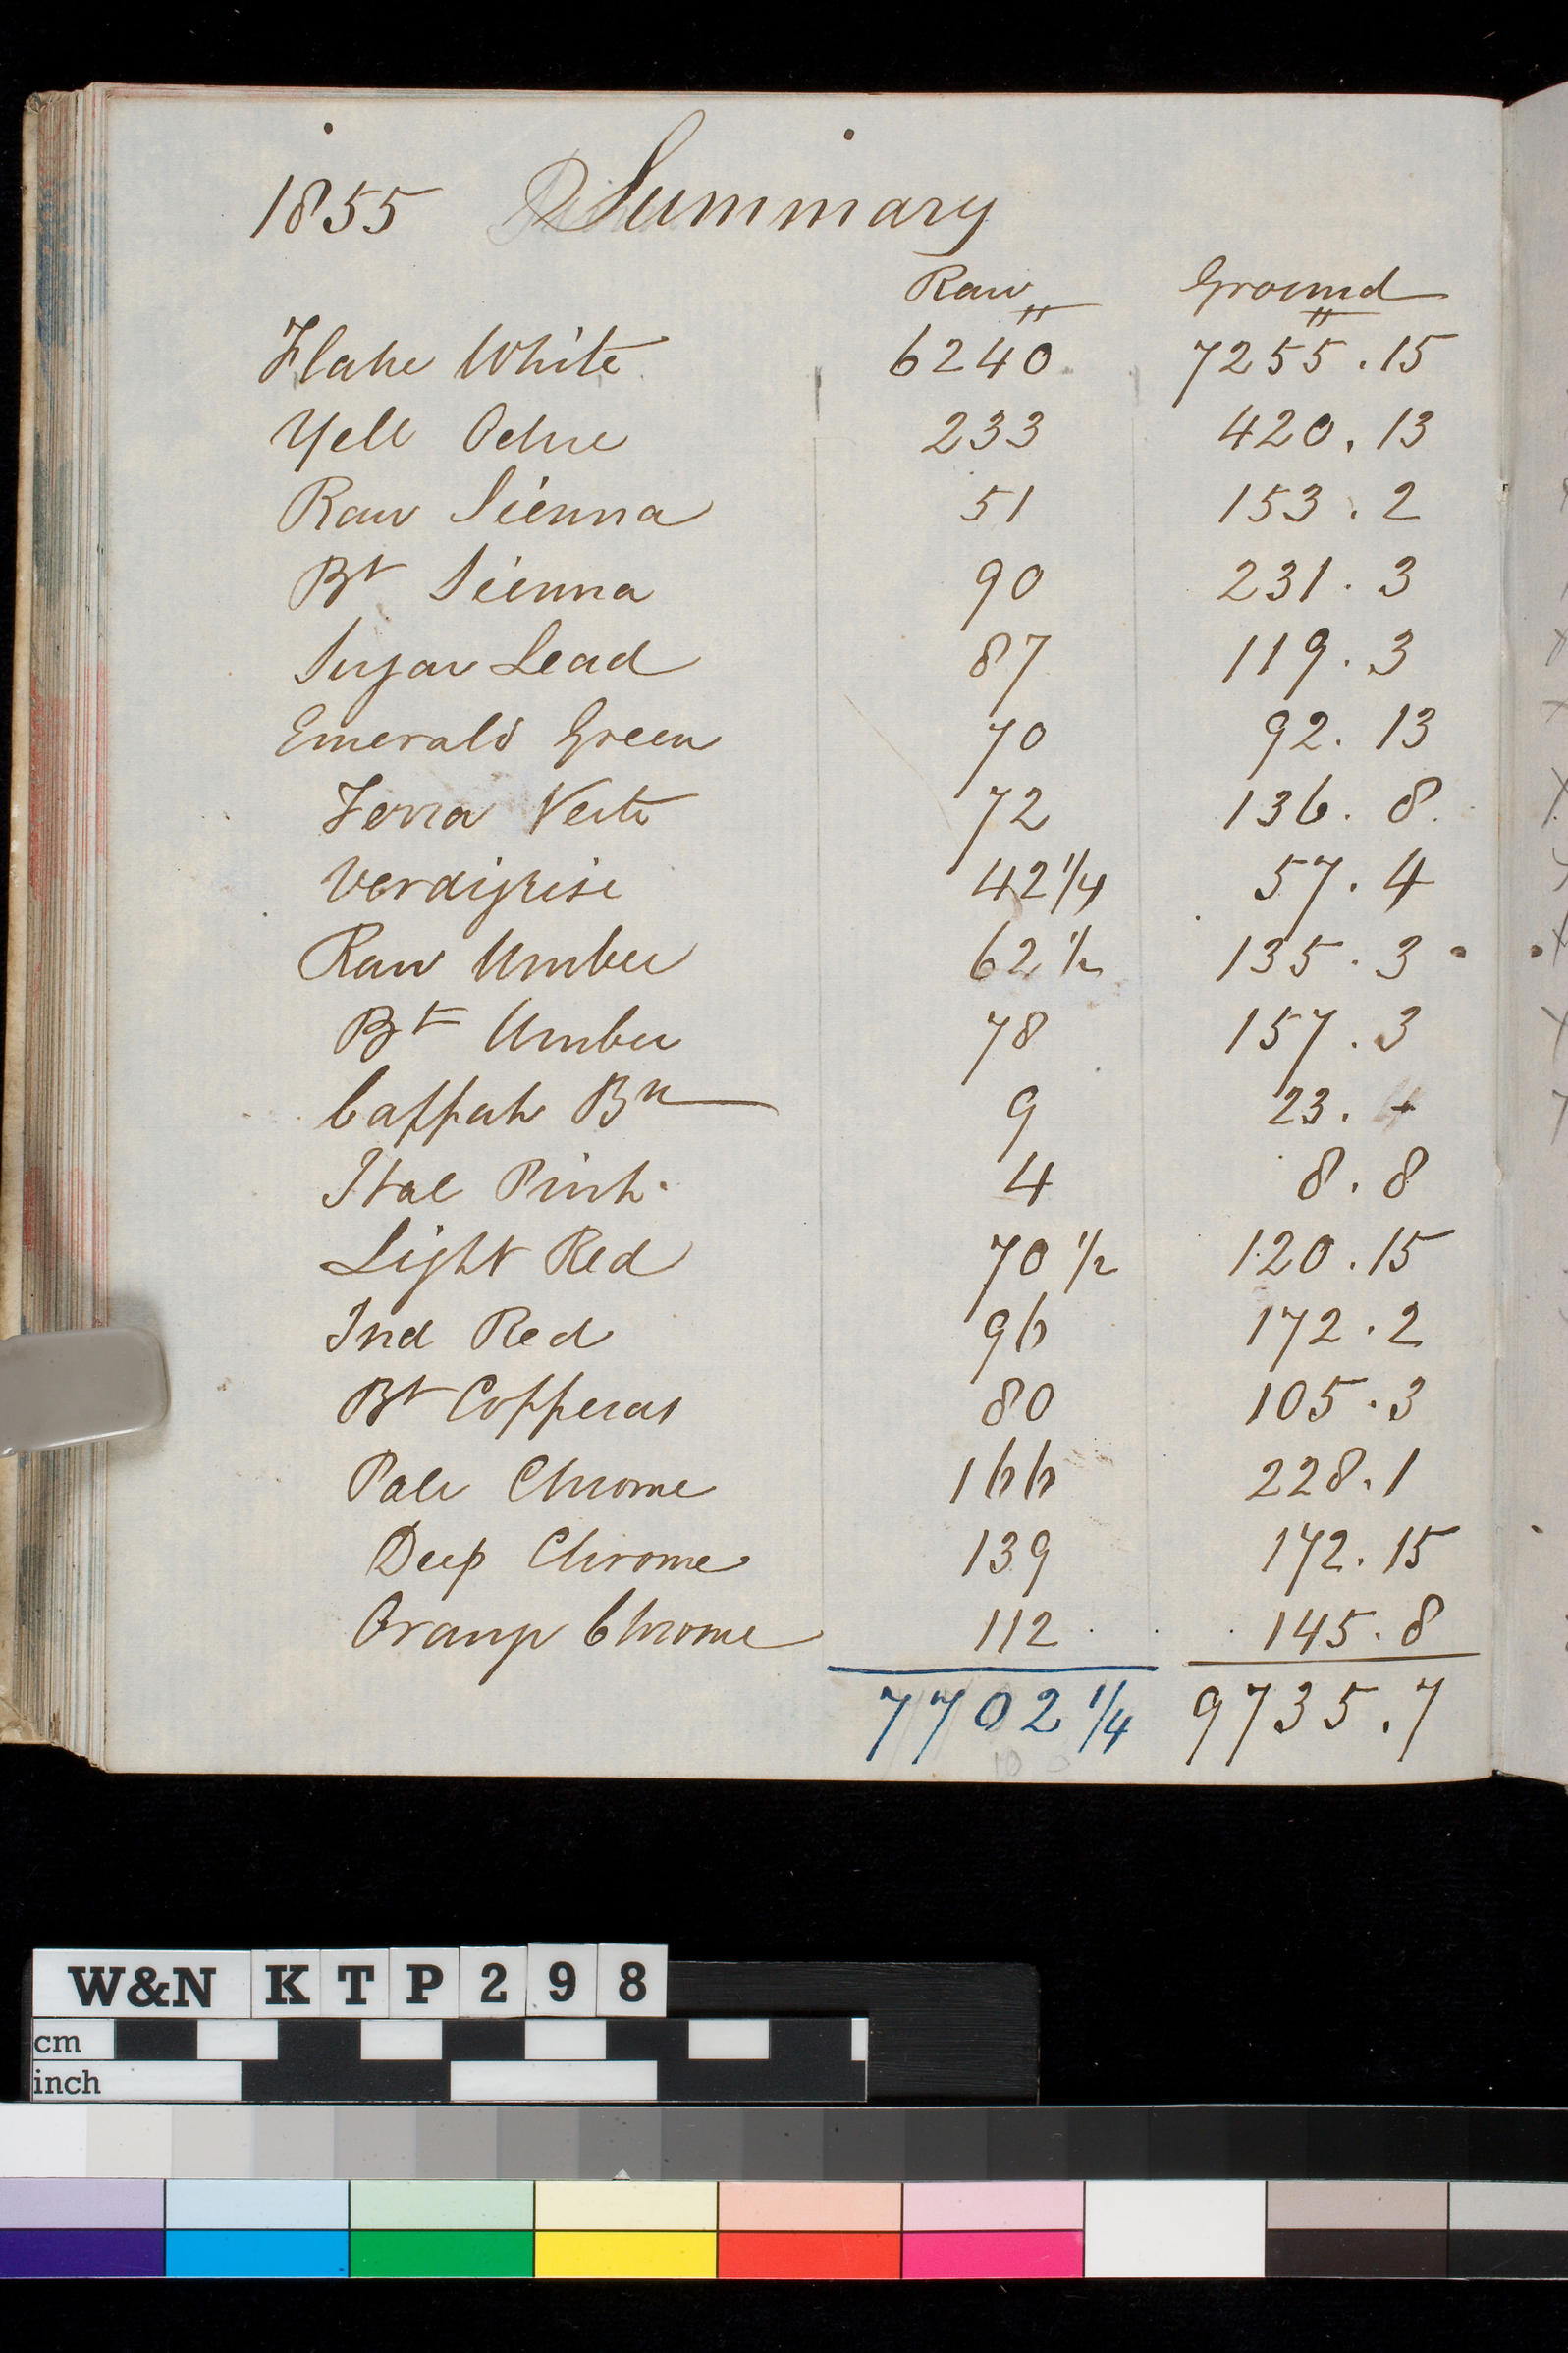 1855 Summary
Raw Ground
Flake White 6240 7255.15
Yell Ochre 233 420.13
Raw Sienna 51 153.2
Bt Sienna 90 231.3
Sugar Lead 87 119.3
Emerald Green 70 92.13
Terra Verte 72 136.8
Verdigrise 42 1/4 57.4
Raw Umber 62 1/2 135.3
Bt Umber 78 157.3
Cappah Bn 9 23.
Ital Pink 4 8.8
Light Red 70 1/2 120.15
Ind Red 96 172.2
Bt Copperas 80 105.3
Pale Chrome 166 228.1
Deep Chrome 139 172.15
Orange Chrome 112 145.8
7702 1/4 9735.7
W&N KTP298
cm
inch